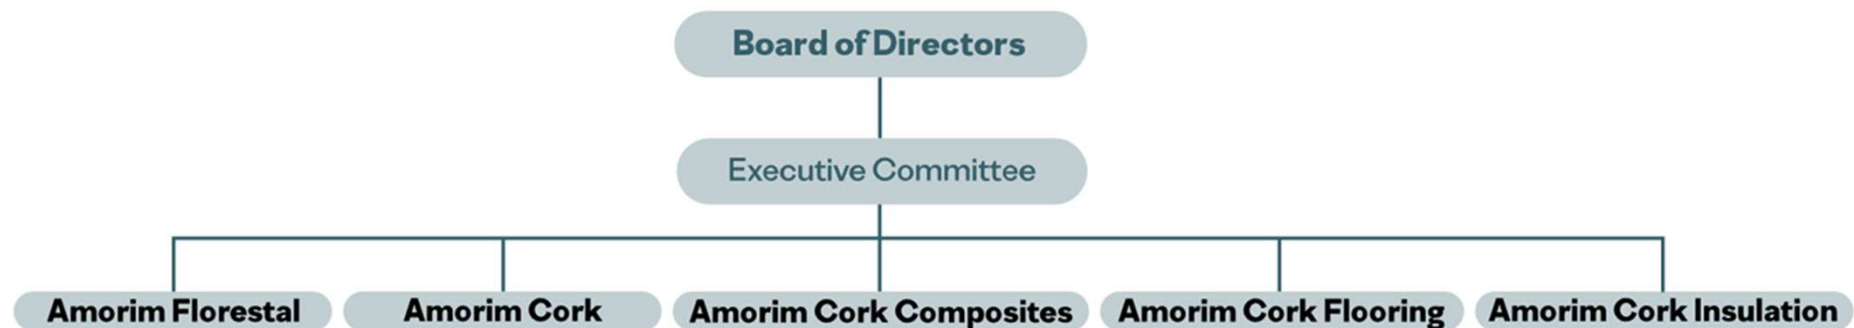 Board of Directors
Executive Committee
Amorim Florestal
Amorim Cork
Amorim Cork Composites
Amorim Cork Flooring
Amorim Cork Insulation